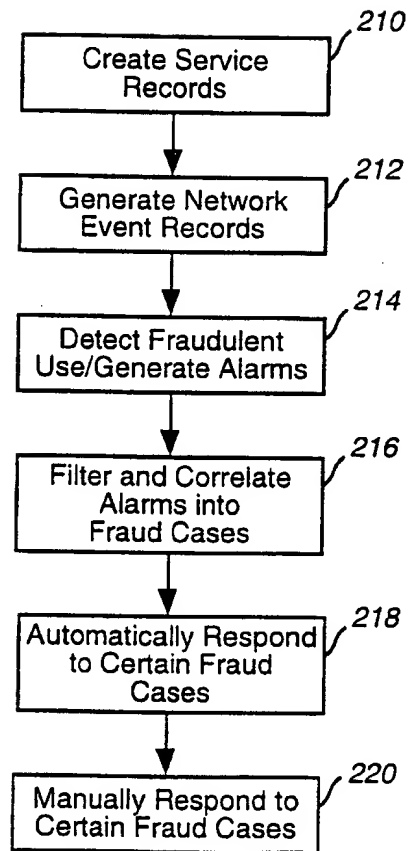 210
Create Service
Records
212
Generate Network
Event Records
214
Detect Fraudulent
Use/Generate Alarms
216
Filter and Correlate
Alarms into
Fraud Cases
218
Automatically Respond
to Certain Fraud
Cases
220
Manually Respond to
Certain Fraud Cases